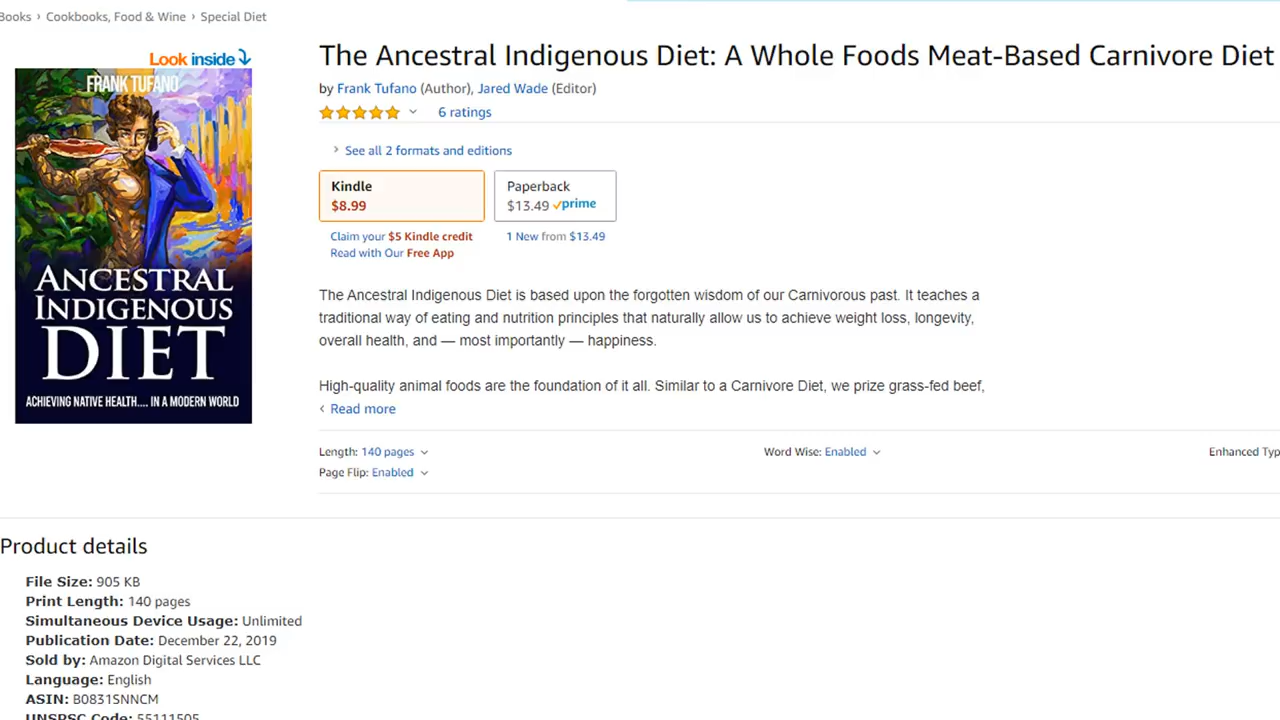 Books › Cookbooks, Food & Wine › Special Diet
Look inside
FRANK TUFANO
ANCESTRAL
INDIGENOUS
DIET
ACHIEVING NATIVE HEALTH.... IN A MODERN WORLD
The Ancestral Indigenous Diet: A Whole Foods Meat-Based Carnivore Diet
by Frank Tufano (Author), Jared Wade (Editor)
6 ratings
› See all 2 formats and editions
Kindle
$8.99
Paperback
$13.49 prime
Claim your $5 Kindle credit
Read with Our Free App
1 New from $13.49
The Ancestral Indigenous Diet is based upon the forgotten wisdom of our Carnivorous past. It teaches a
traditional way of eating and nutrition principles that naturally allow us to achieve weight loss, longevity,
overall health, and — most importantly — happiness.
High-quality animal foods are the foundation of it all. Similar to a Carnivore Diet, we prize grass-fed beef,
‹ Read more
Length: 140 pages
Word Wise: Enabled
Enhanced Typ
Page Flip: Enabled
Product details
File Size: 905 KB
Print Length: 140 pages
Simultaneous Device Usage: Unlimited
Publication Date: December 22, 2019
Sold by: Amazon Digital Services LLC
Language: English
ASIN: B0831SNNCM
UNSPSC Code: 55111505